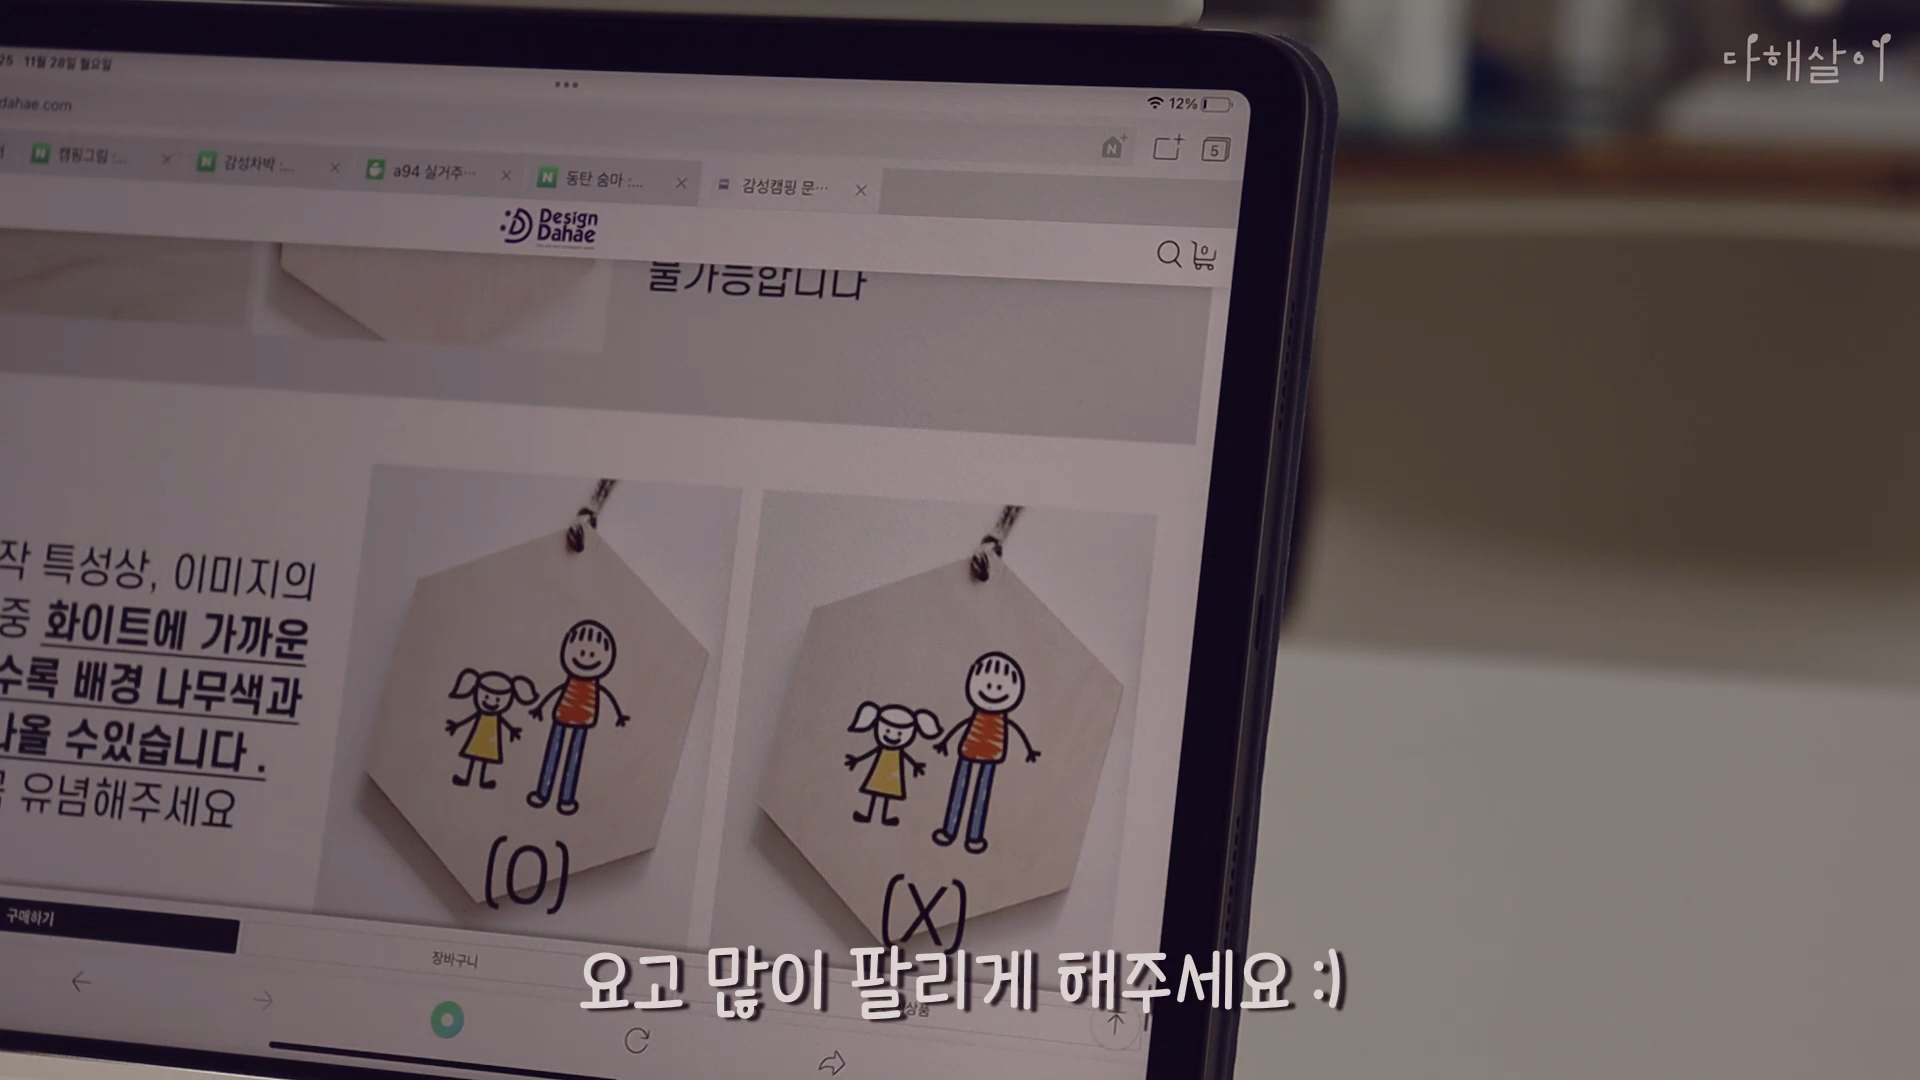 다해살이
25 11월 28일 월요일
12%
dahae.com
5
캠핑그림 :...
감성차박 :...
a94 실거주...
동탄 숨마 :...
감성캠핑 문...
Design
Dahae
0
불가능합니다
작 특성상, 이미지의
중 화이트에 가까운
수록 배경 나무색과
나올 수있습니다.
유념해주세요
(O)
(X)
구매하기
장바구니
상품
요고 많이 팔리게 해주세요 :)